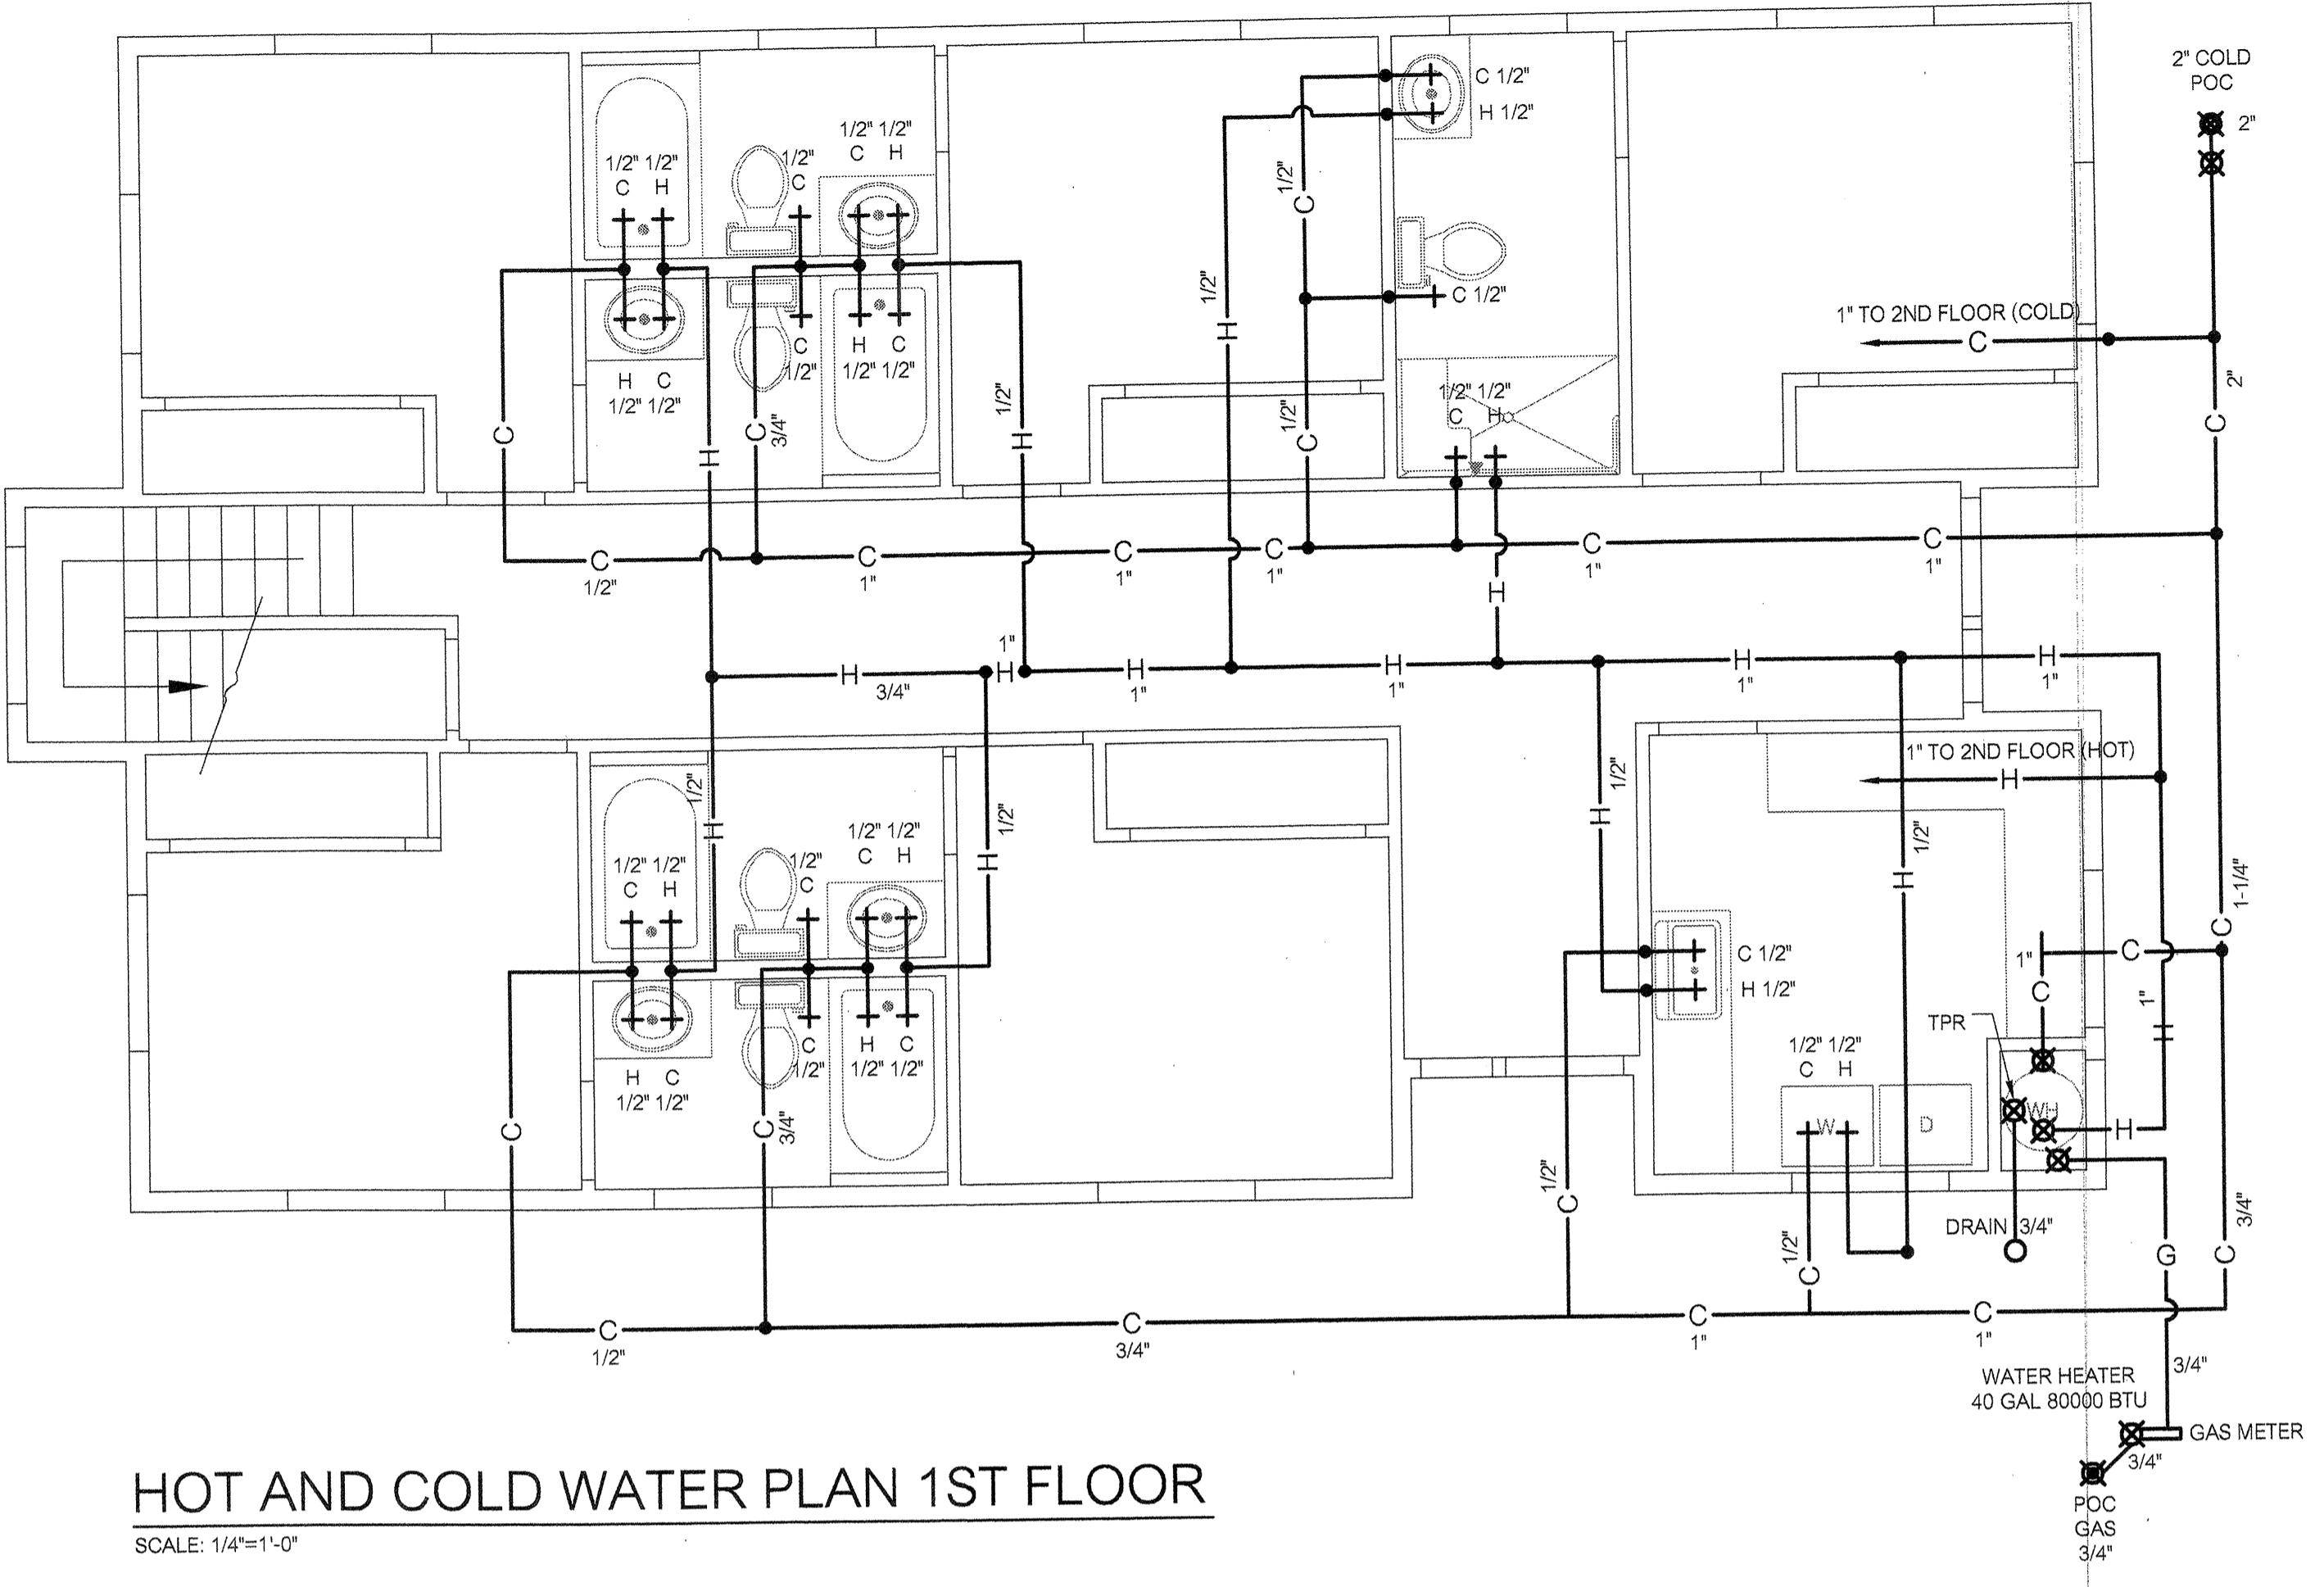 2" COLD
POC
2"
C 1/2"
H 1/2"
1/2" 1/2"
C H
1/2"
C
1/2" 1/2"
C H
1/2"
C
1/2"
H
C 1/2"
1" TO 2ND FLOOR (COLD)
C
2"
C
H C
1/2" 1/2"
C
1/2"
H C
1/2" 1/2"
C
H
C
3/4"
1/2"
H
1/2"
C
1/2" 1/2"
C H
C
1/2"
C
1"
C
1"
C
1"
C
1"
C
1"
H
H
3/4"
1"
H
H
1"
H
1"
H
1"
H
1"
1" TO 2ND FLOOR (HOT)
H
1/2"
H
1/2"
H
1/2"
H
1/2"
H
1-1/4"
C
1/2" 1/2"
C H
1/2"
C
1/2" 1/2"
C H
C 1/2"
H 1/2"
1"
C
C
1"
H
TPR
H C
1/2" 1/2"
C
1/2"
H C
1/2" 1/2"
1/2" 1/2"
C H
W
D
WH
H
C
C
3/4"
1/2"
C
1/2"
C
DRAIN 3/4"
G
3/4"
C
C
1/2"
C
3/4"
C
1"
C
1"
3/4"
WATER HEATER
40 GAL 80000 BTU
GAS METER
3/4"
POC
GAS
3/4"
HOT AND COLD WATER PLAN 1ST FLOOR
SCALE: 1/4"=1'-0"